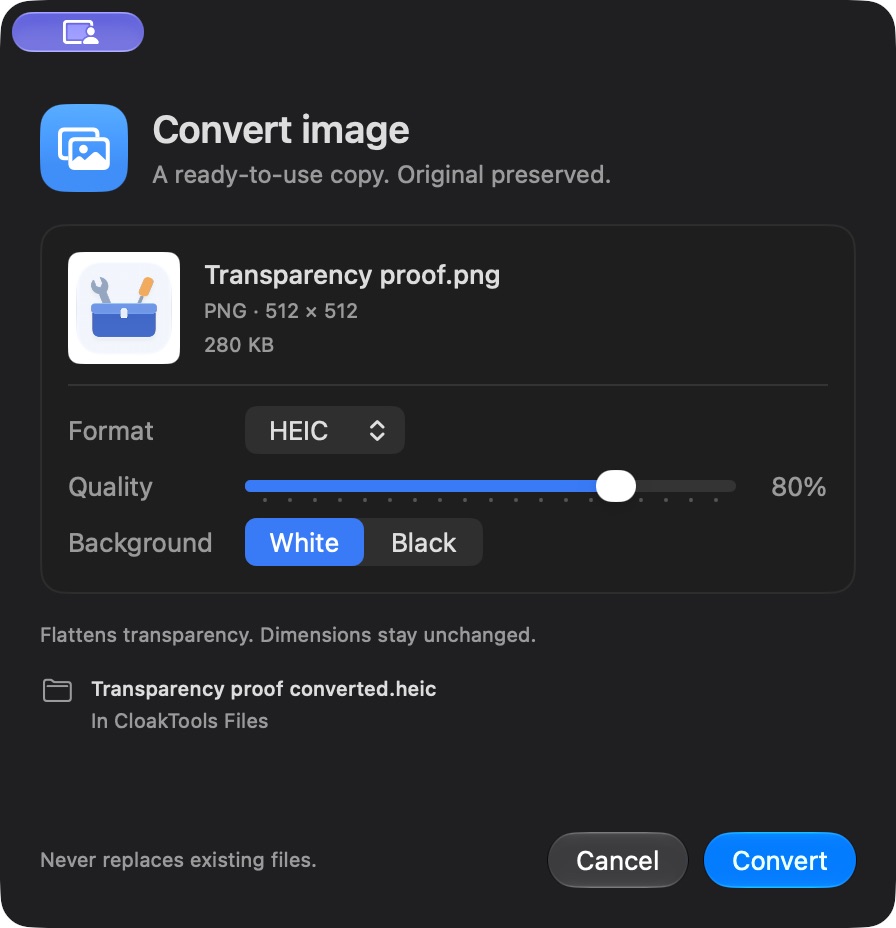 Convert image
A ready-to-use copy. Original preserved.
Transparency proof.png
PNG · 512 × 512
280 KB
Format HEIC
Quality 80%
Background White Black
Flattens transparency. Dimensions stay unchanged.
Transparency proof converted.heic
In CloakTools Files
Never replaces existing files. Cancel Convert